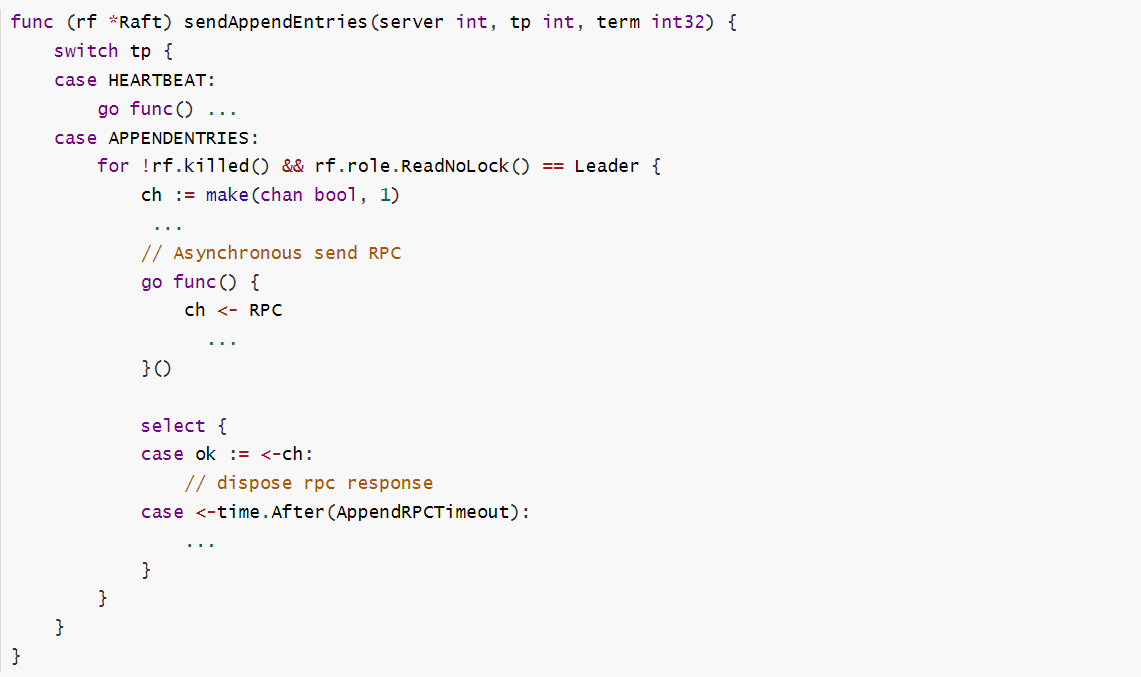 func (rf *Raft) sendAppendEntries(server int, tp int, term int32) {
    switch tp {
    case HEARTBEAT:
        go func() ...
    case APPENDENTRIES:
        for !rf.killed() && rf.role.ReadNoLock() == Leader {
            ch := make(chan bool, 1)
             ...
            // Asynchronous send RPC
            go func() {
                ch <- RPC
                  ...
            }()

            select {
            case ok := <-ch:
                // dispose rpc response
            case <-time.After(AppendRPCTimeout):
                ...
            }
        }
    }
}